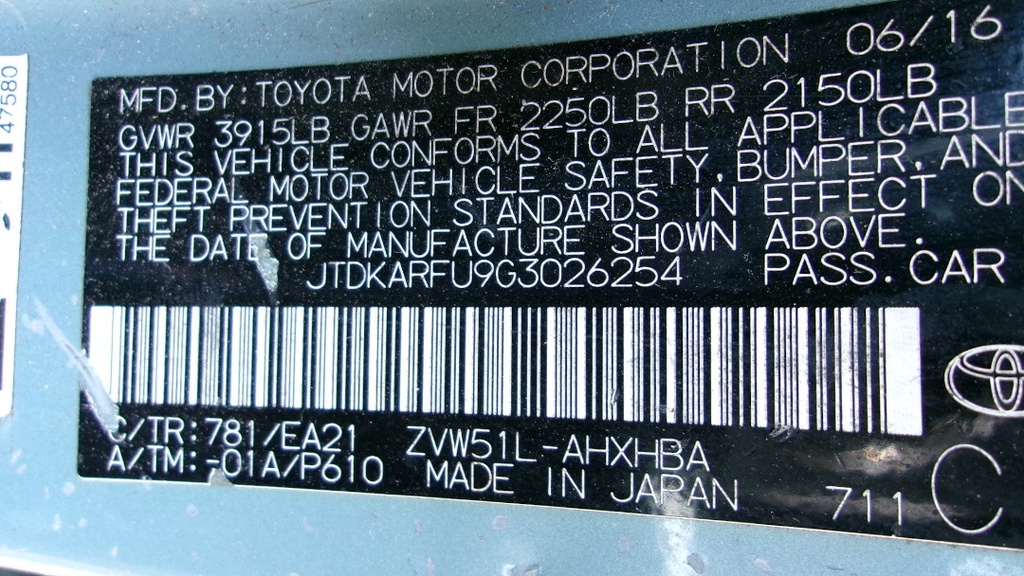 MFD. BY: TOYOTA MOTOR CORPORATION 06/16
GVWR 3915LB GAWR FR 2250LB RR 2150LB
THIS VEHICLE CONFORMS TO ALL APPLICABLE
FEDERAL MOTOR VEHICLE SAFETY, BUMPER, AND
THEFT PREVENTION STANDARDS IN EFFECT ON
THE DATE OF MANUFACTURE SHOWN ABOVE.
JTDKARFU9G3026254 PASS. CAR
C/TR: 781/EA21 ZVW51L-AHXHBA
A/TM: -01A/P610 MADE IN JAPAN
711 C